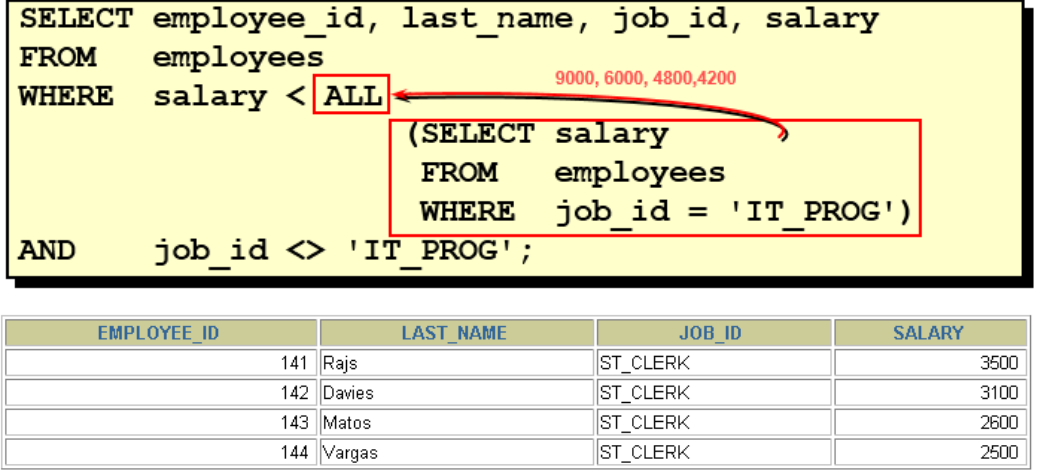 SELECT employee_id, last_name, job_id, salary
FROM employees
WHERE salary < ALL
9000, 6000, 4800,4200
(SELECT salary
FROM employees
WHERE job_id = 'IT_PROG')
AND job_id <> 'IT_PROG';
EMPLOYEE_ID LAST_NAME JOB_ID SALARY
141 Rajs ST_CLERK 3500
142 Davies ST_CLERK 3100
143 Matos ST_CLERK 2600
144 Vargas ST_CLERK 2500